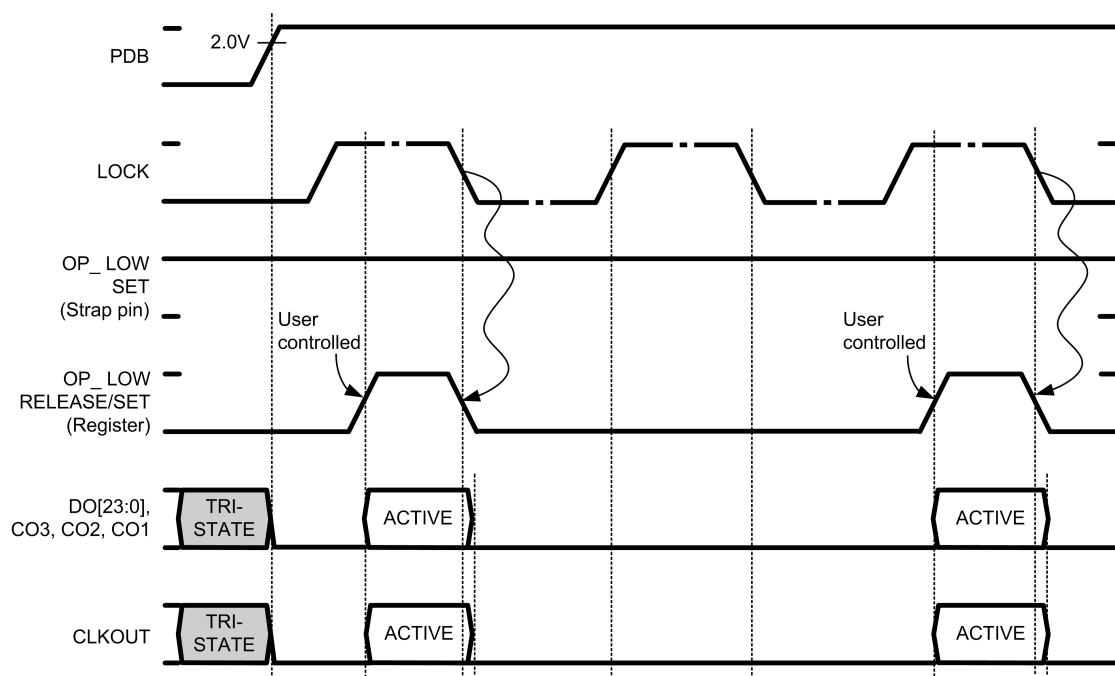 2.0V
PDB
LOCK
OP_ LOW
SET
(Strap pin)
User
controlled
User
controlled
OP_ LOW
RELEASE/SET
(Register)
DO[23:0],
CO3, CO2, CO1
TRI-
STATE
ACTIVE
ACTIVE
CLKOUT
TRI-
STATE
ACTIVE
ACTIVE